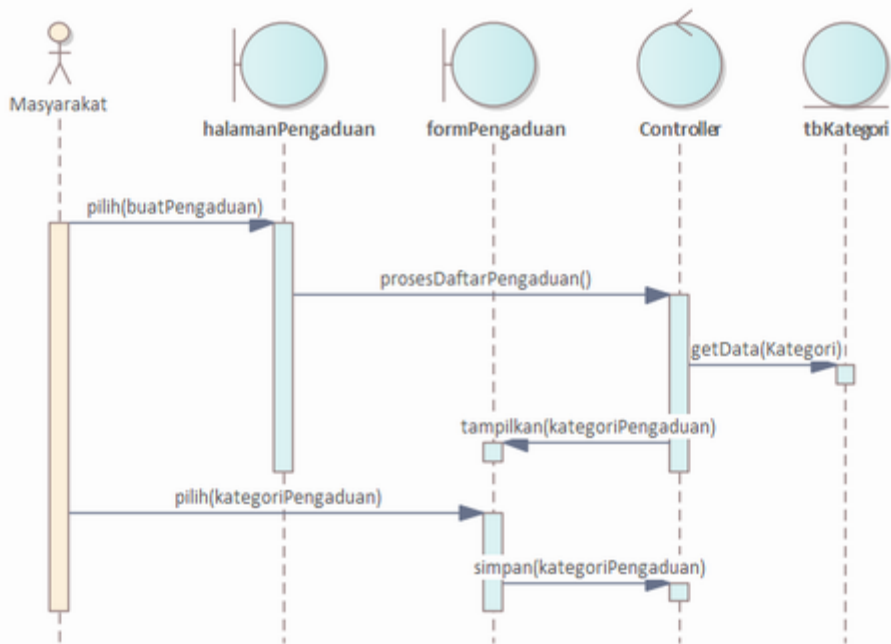 Masyarakat
halamanPengaduan
formPengaduan
Controller
tbKategori
pilih(buatPengaduan)
prosesDaftarPengaduan()
getData(Kategori)
tampilkan(kategoriPengaduan)
pilih(kategoriPengaduan)
simpan(kategoriPengaduan)